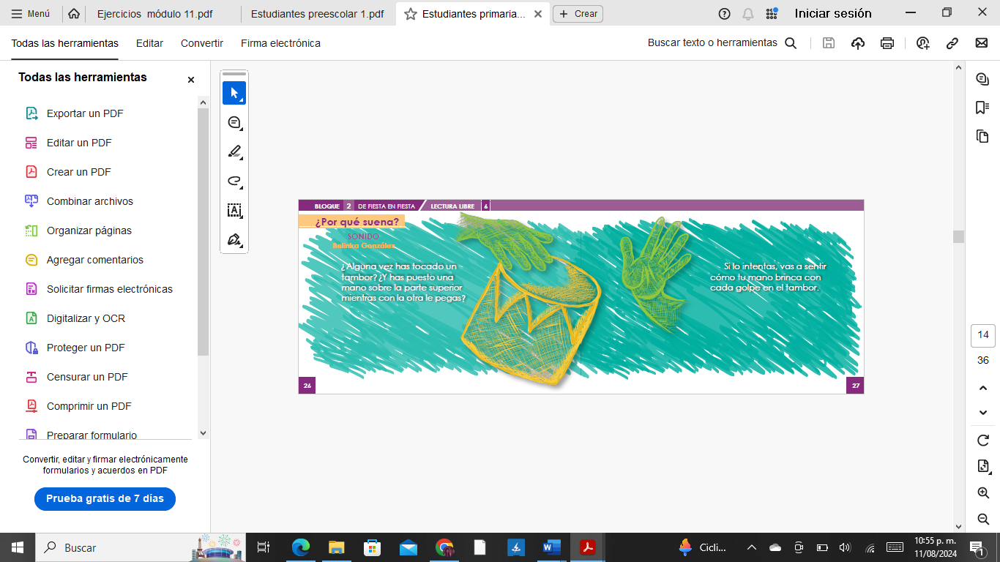 Menú
Ejercicios módulo 11.pdf
Estudiantes preescolar 1.pdf
Estudiantes primaria...
Crear
Iniciar sesión
Todas las herramientas
Editar
Convertir
Firma electrónica
Buscar texto o herramientas
Todas las herramientas
Exportar un PDF
Editar un PDF
Crear un PDF
Combinar archivos
Organizar páginas
Agregar comentarios
Solicitar firmas electrónicas
Digitalizar y OCR
Proteger un PDF
Censurar un PDF
Comprimir un PDF
Preparar formulario
Convertir, editar y firmar electrónicamente
formularios y acuerdos en PDF
Prueba gratis de 7 días
BLOQUE 2 DE FIESTA EN FIESTA LECTURA LIBRE 6
¿Por qué suena?
SONIDO
Belinka González
¿Alguna vez has tocado un
tambor? ¿Y has puesto una
mano sobre la parte superior
mientras con la otra le pegas?
Si lo intentas, vas a sentir
cómo tu mano brinca con
cada golpe en el tambor.
26
27
14
36
Buscar
Cicli...
10:55 p. m.
11/08/2024
1